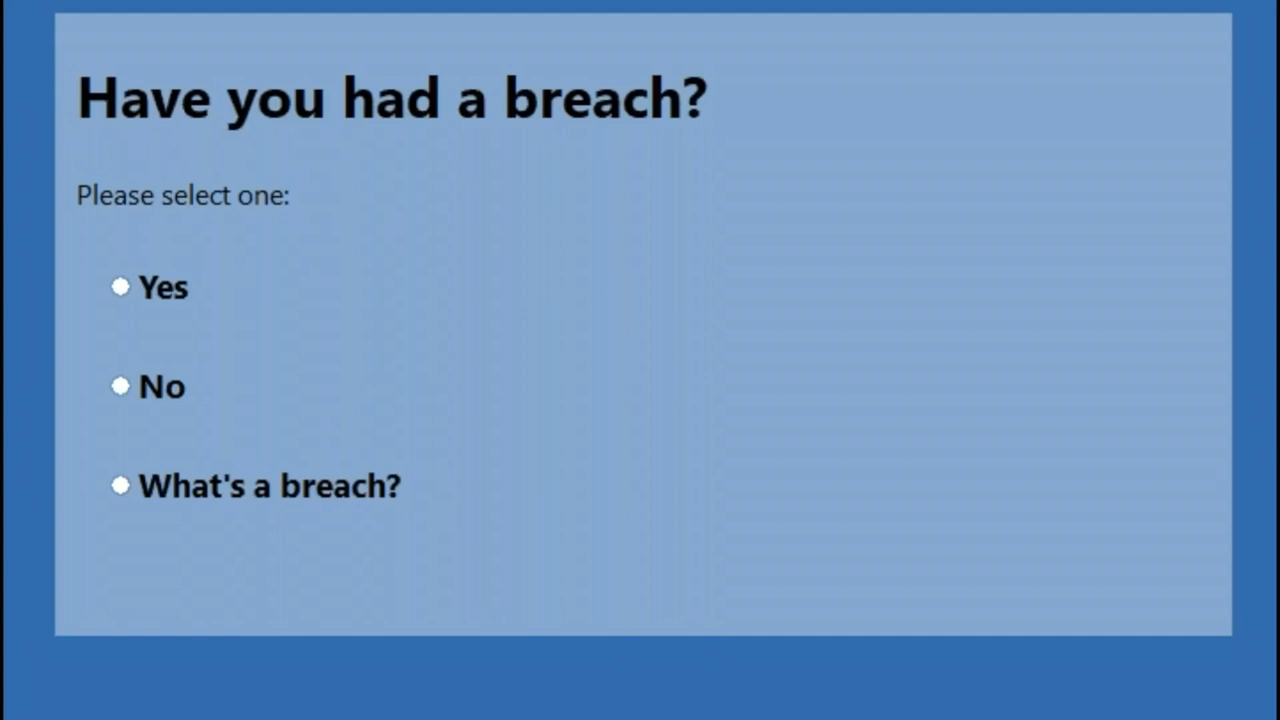 Have you had a breach?
Please select one:
Yes
No
What's a breach?